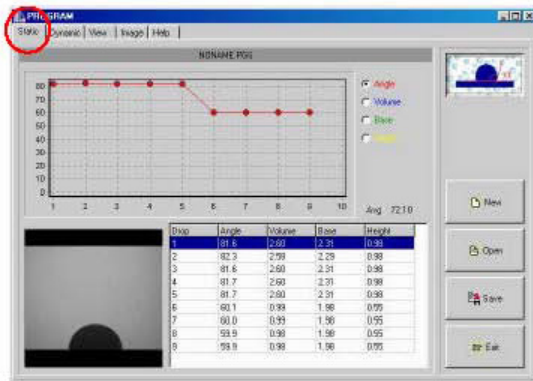 PROGRAM
Static Dynamic View Image Help
NONAME.PGG
80
70
60
50
40
30
20
10
0
1 2 3 4 5 6 7 8 9 10
Angle
Volume
Base
Height
Avg 72.10
Drop Angle Volume Base Height
1 81.6 2.60 2.31 0.98
2 82.3 2.59 2.29 0.98
3 81.6 2.60 2.31 0.98
4 81.7 2.60 2.31 0.98
5 81.7 2.60 2.31 0.98
6 60.1 0.99 1.98 0.55
7 60.0 0.99 1.98 0.55
8 59.9 0.98 1.98 0.55
9 59.9 0.98 1.98 0.55
New
Open
Save
Exit